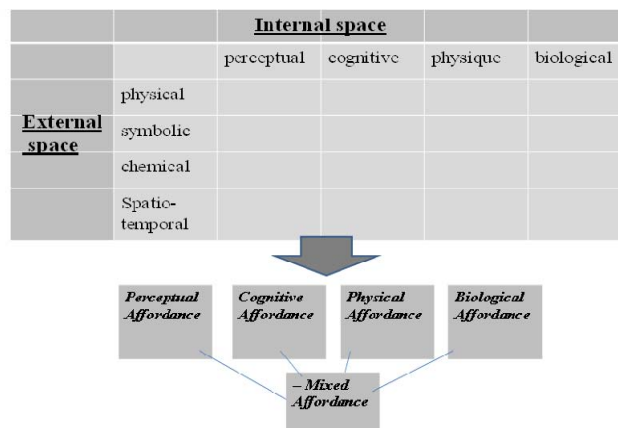 Internal space
perceptual cognitive physique biological
External
space
physical
symbolic
chemical
Spatio-
temporal
Perceptual
Affordance
Cognitive
Affordance
Physical
Affordance
Biological
Affordance
– Mixed
Affordance